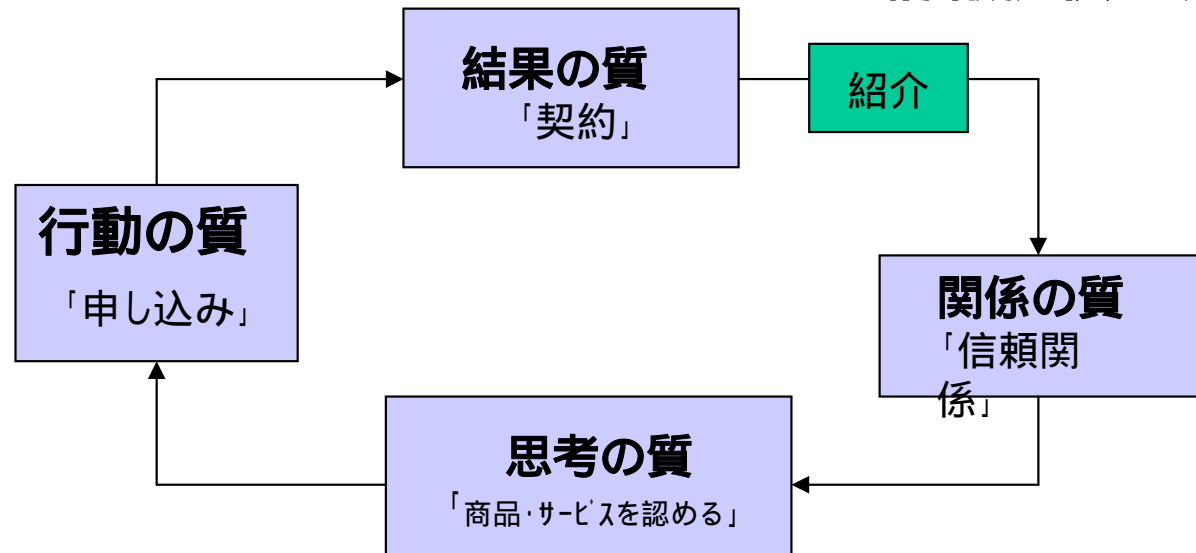 結果の質
「契約」
紹介
行動の質
「申し込み」
関係の質
「信頼関
係」
思考の質
「商品・サービスを認める」